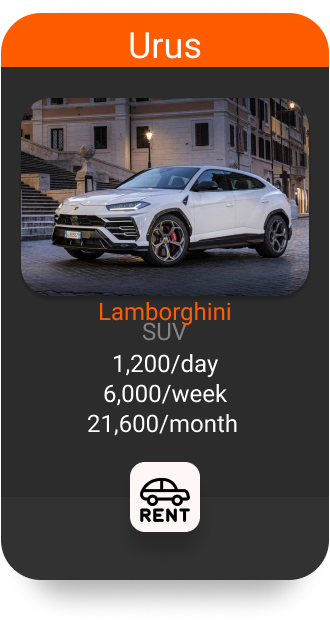 Urus
Lamborghini
SUV
1,200/day
6,000/week
21,600/month
RENT